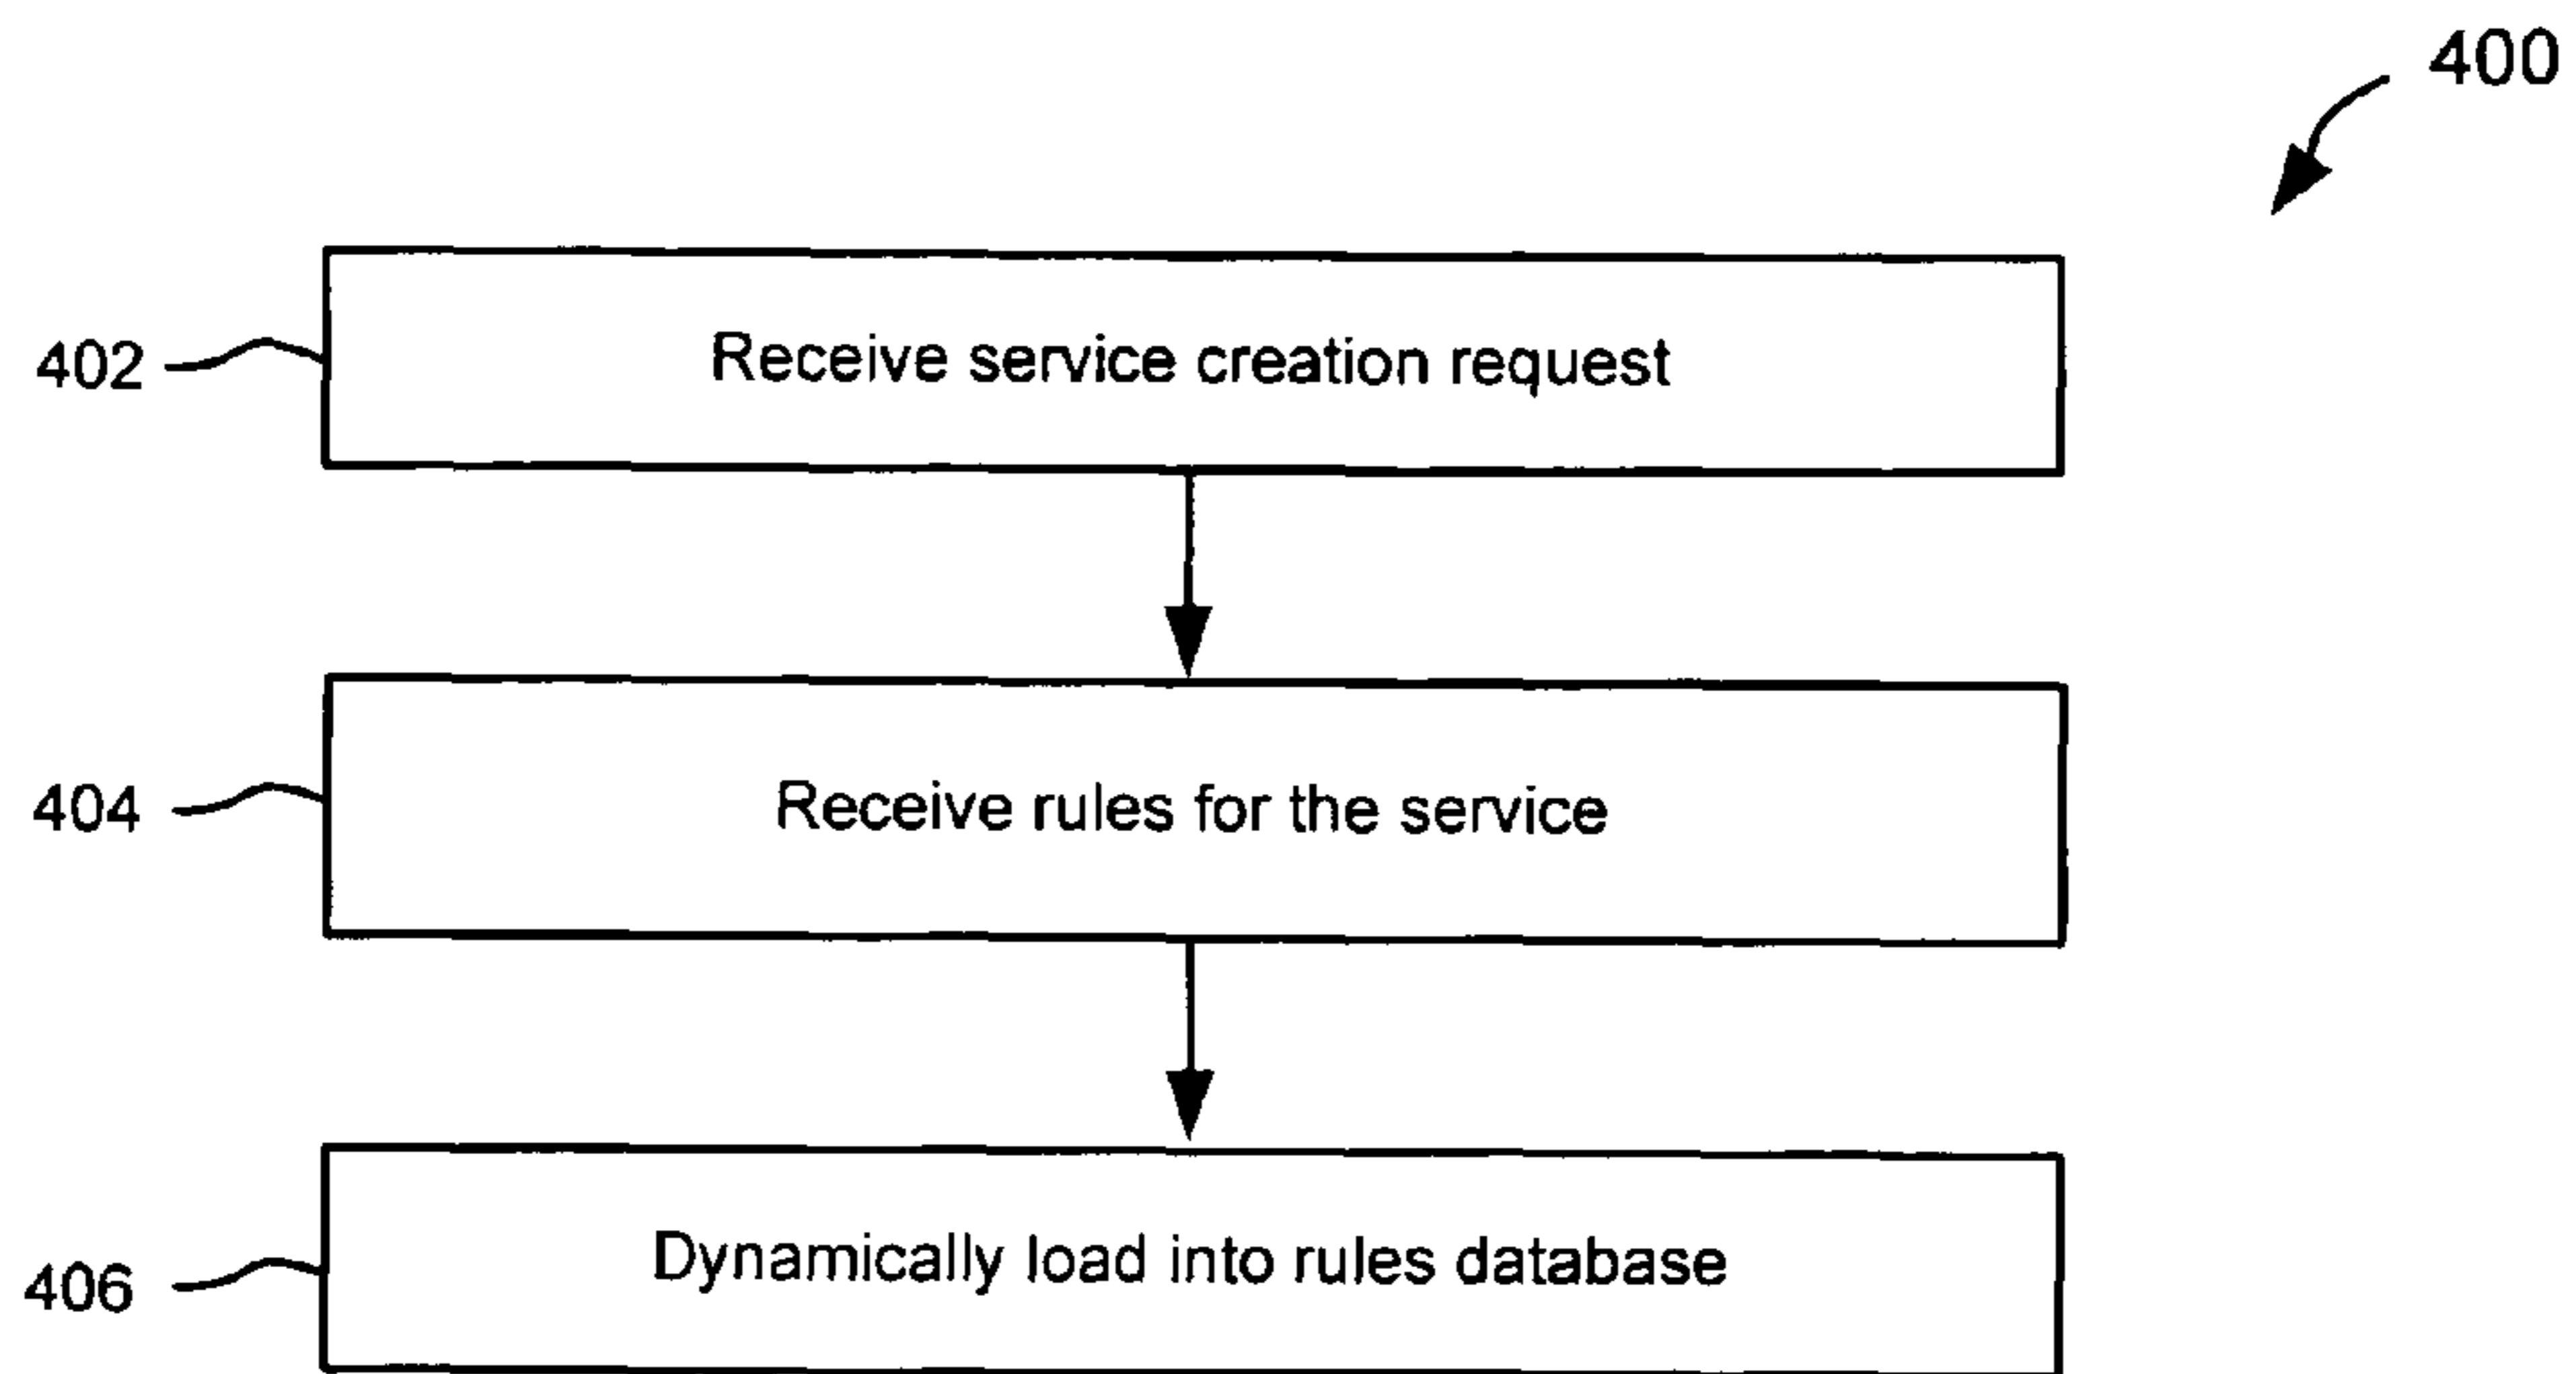 400
402 Receive service creation request
404 Receive rules for the service
406 Dynamically load into rules database